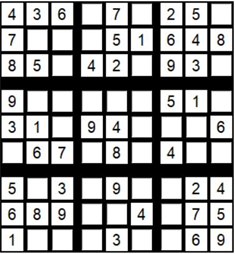 4 3 6 7 2 5
7 5 1 6 4 8
8 5 4 2 9 3
9 5 1
3 1 9 4 6
6 7 8 4
5 3 9 2 4
6 8 9 4 7 5
1 3 6 9